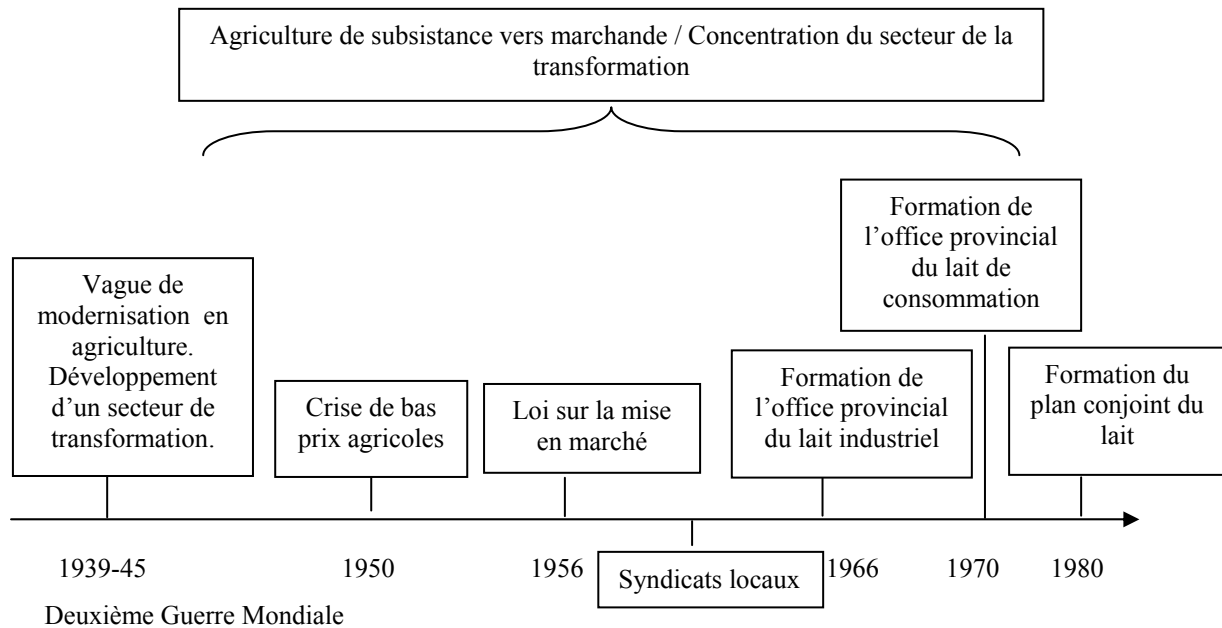 Agriculture de subsistance vers marchande / Concentration du secteur de la
transformation
Formation de
l’office provincial
du lait de
consommation
Vague de
modernisation en
agriculture.
Développement
d’un secteur de
transformation.
Crise de bas
prix agricoles
Loi sur la mise
en marché
Formation de
l’office provincial
du lait industriel
Formation du
plan conjoint du
lait
1939-45
1950
1956
Syndicats locaux
1966
1970
1980
Deuxième Guerre Mondiale